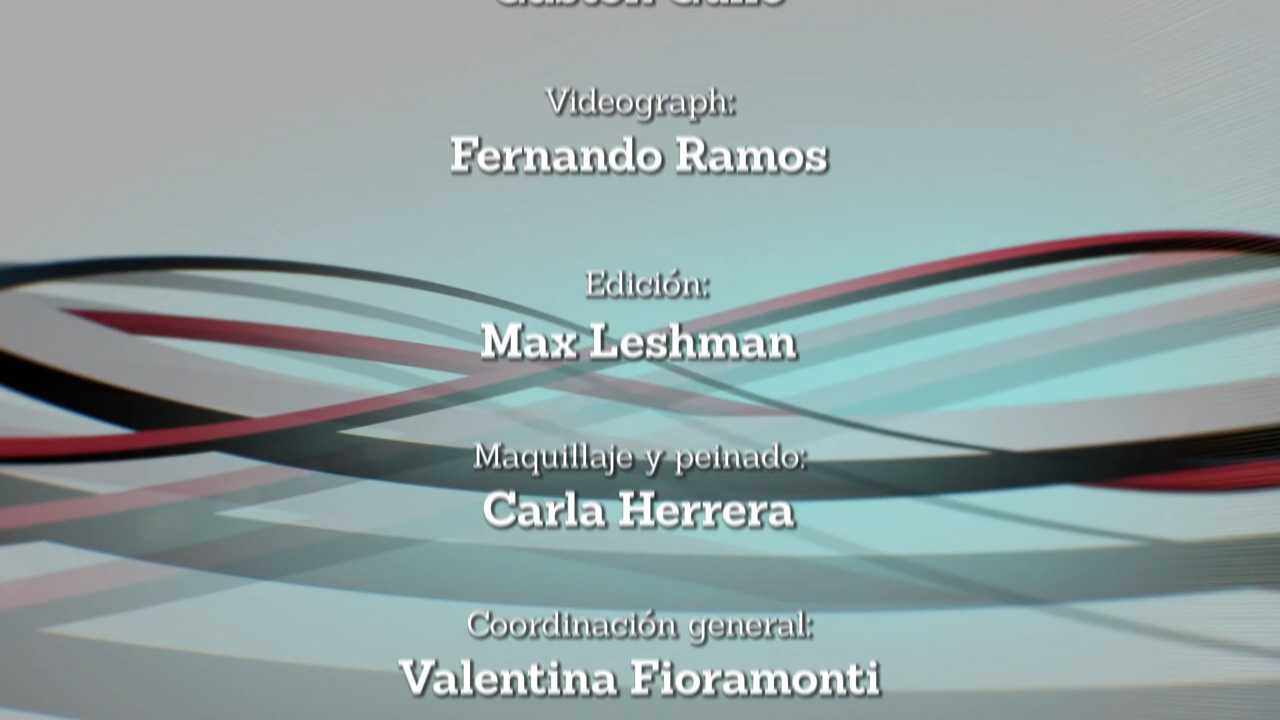 Videograph:
Fernando Ramos
Edición:
Max Leshman
Maquillaje y peinado:
Carla Herrera
Coordinación general:
Valentina Fioramonti